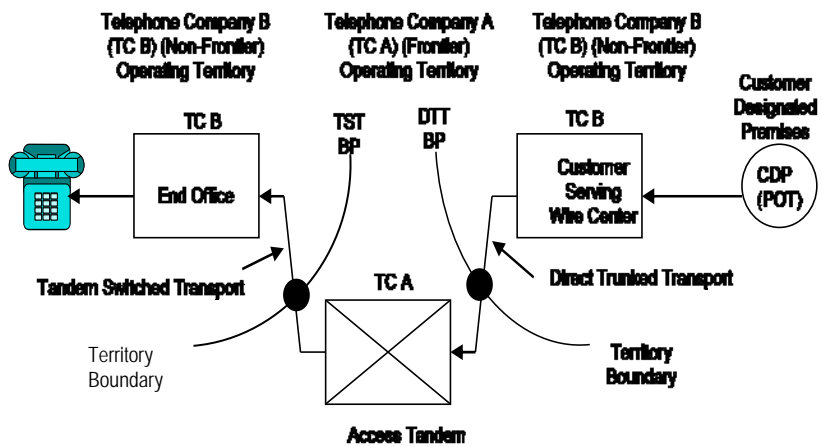 Telephone Company B
(TC B) (Non-Frontier)
Operating Territory
Telephone Company A
(TC A) (Frontier)
Operating Territory
Telephone Company B
(TC B) (Non-Frontier)
Operating Territory
Customer
Designated
Premises
TC B
TST
BP
DTT
BP
TC B
End Office
Customer
Serving
Wire Center
CDP
(POT)
Tandem Switched Transport
TC A
Direct Trunked Transport
Territory
Boundary
Territory
Boundary
Access Tandem